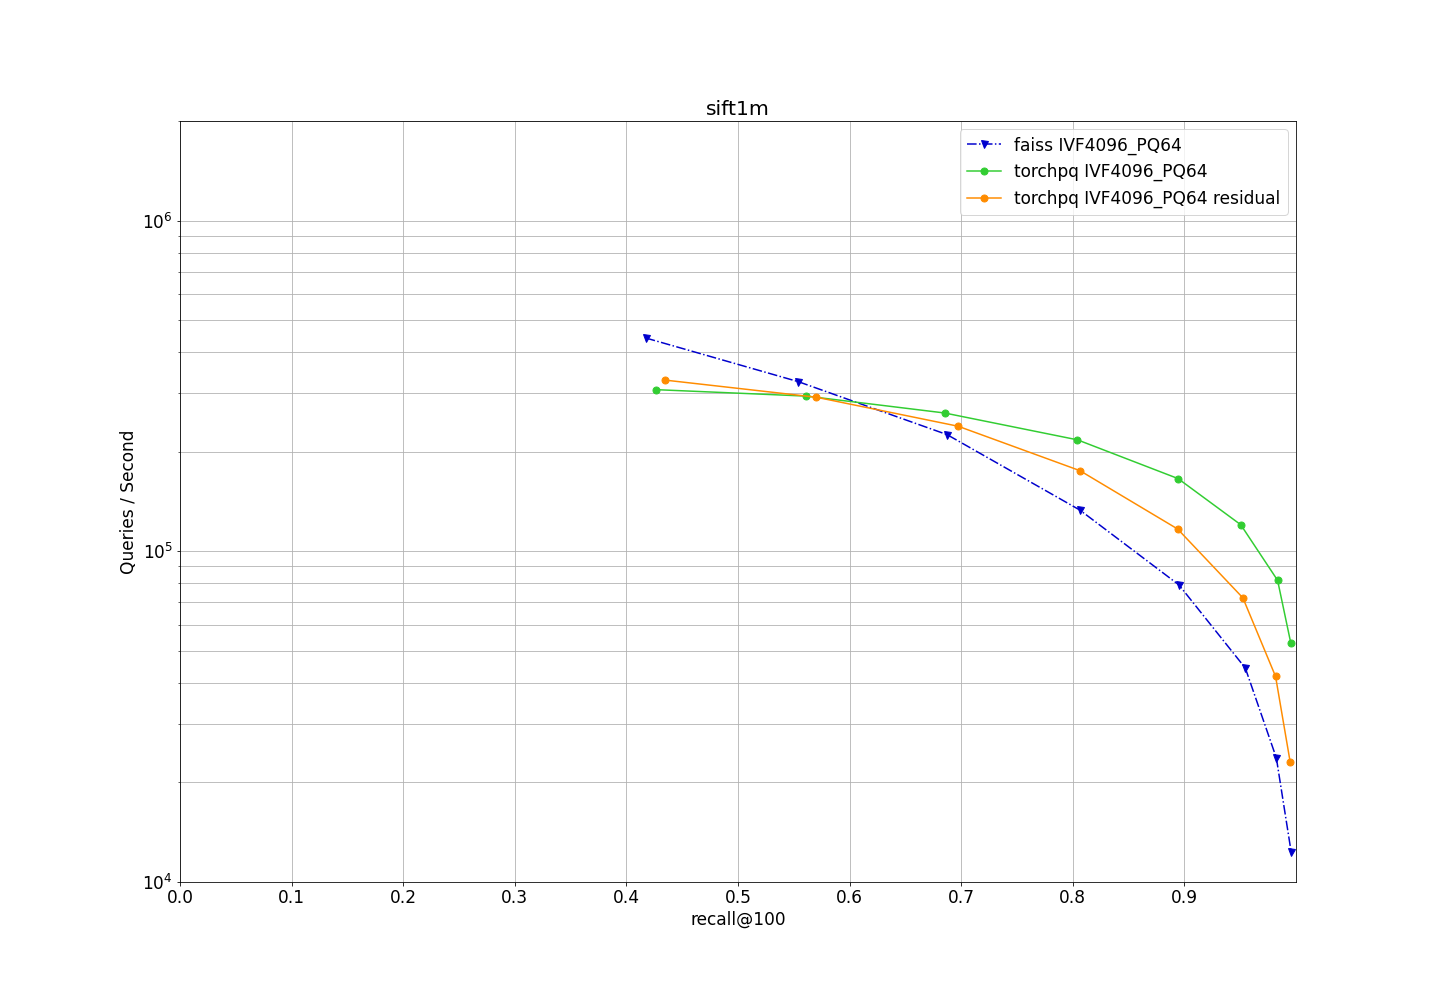 sift1m
faiss IVF4096_PQ64
torchpq IVF4096_PQ64
torchpq IVF4096_PQ64 residual
10^6
10^5
10^4
Queries / Second
0.0 0.1 0.2 0.3 0.4 0.5 0.6 0.7 0.8 0.9
recall@100